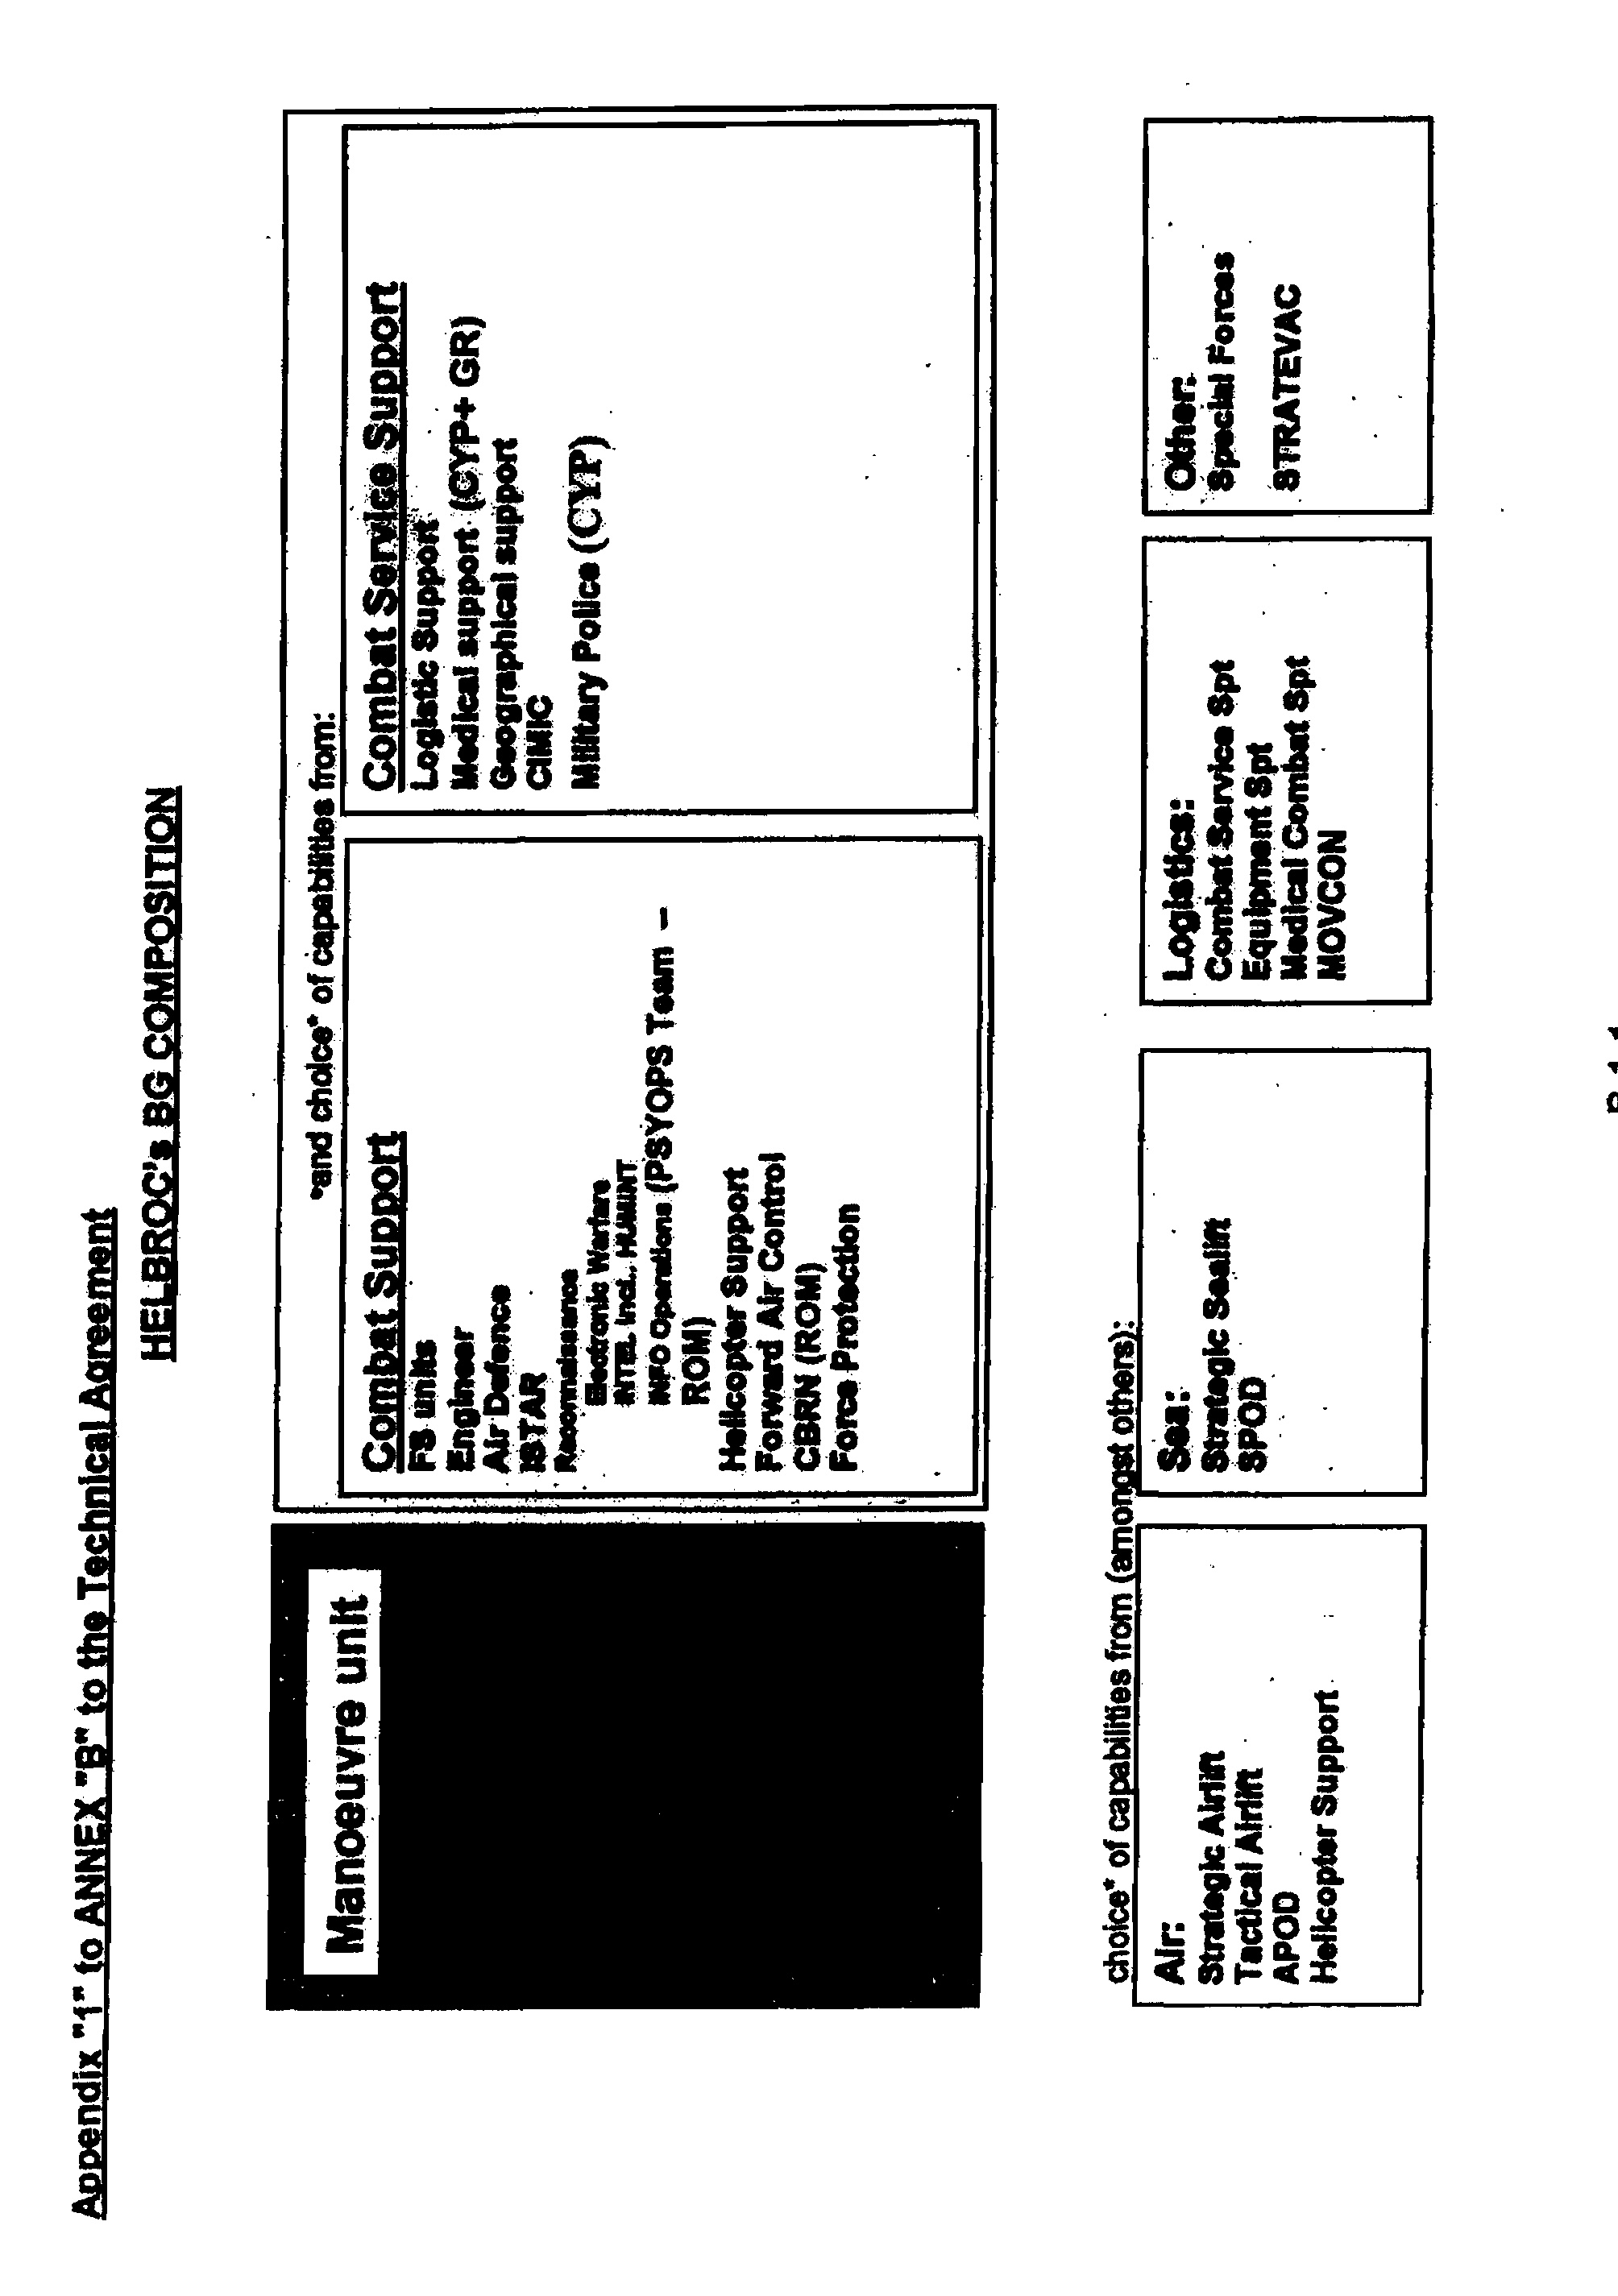 Appendix "1" to ANNEX "B" to the Technical Agreement
HELBROC's BG COMPOSITION
Manoeuvre unit
*and choice* of capabilities from:
Combat Support
FS units
Engineer
Air Defence
ISTAR
Reconnaissance
Electronic Warfare
INTEL incl.. HUMINT
INFO Operations (PSYOPS Team –
ROM)
Helicopter Support
Forward Air Control
CBRN (ROM)
Force Protection
Combat Service Support
Logistic Support
Medical support (CYP+ GR)
Geographical support
CIMIC
Military Police (CYP)
choice* of capabilities from (amongst others):
Air:
Strategic Airlift
Tactical Airlift
APOD
Helicopter Support
Sea:
Strategic Sealift
SPOD
Logistics:
Combat Service Spt
Equipment Spt
Medical Combat Spt
MOVCON
Other:
Special Forces
STRATEVAC